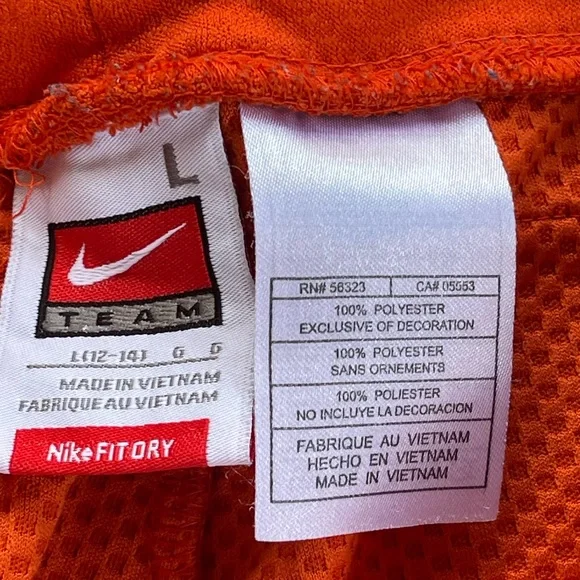 L
TEAM
L(12-14) G G
MADE IN VIETNAM
FABRIQUE AU VIETNAM
Nike FIT DRY
RN# 56323 CA# 05553
100% POLYESTER
EXCLUSIVE OF DECORATION
100% POLYESTER
SANS ORNEMENTS
100% POLIESTER
NO INCLUYE LA DECORACION
FABRIQUE AU VIETNAM
HECHO EN VIETNAM
MADE IN VIETNAM